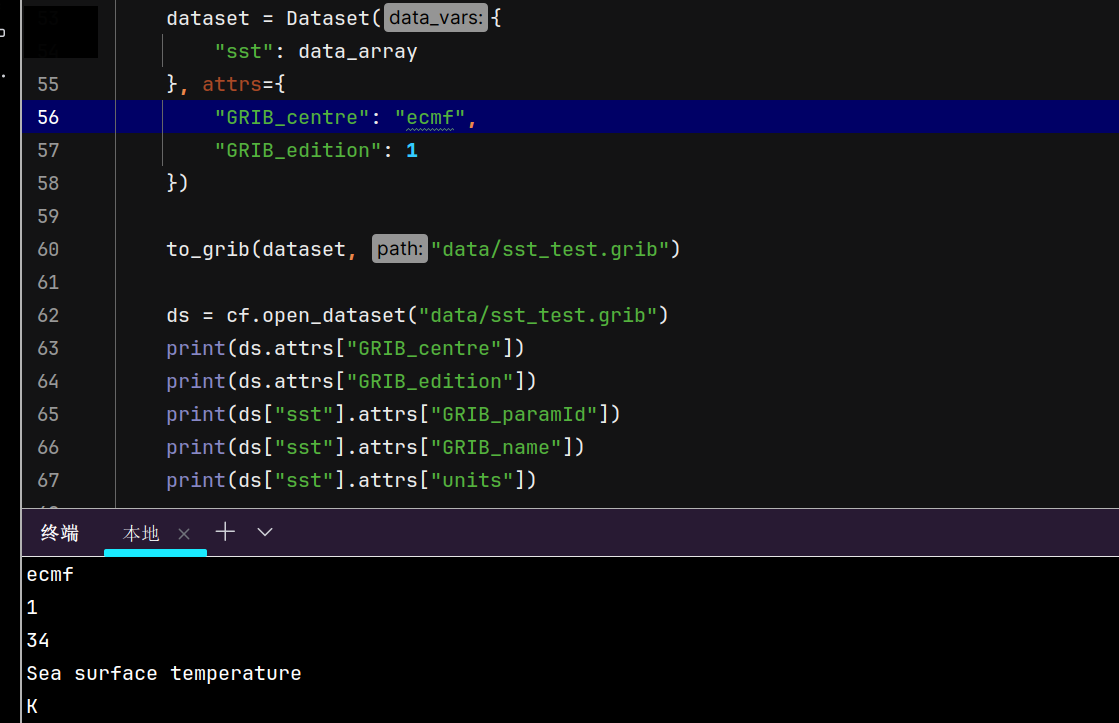 53 dataset = Dataset(data_vars:{
54 "sst": data_array
55 }, attrs={
56 "GRIB_centre": "ecmf",
57 "GRIB_edition": 1
58 })
59
60 to_grib(dataset, path:"data/sst_test.grib")
61
62 ds = cf.open_dataset("data/sst_test.grib")
63 print(ds.attrs["GRIB_centre"])
64 print(ds.attrs["GRIB_edition"])
65 print(ds["sst"].attrs["GRIB_paramId"])
66 print(ds["sst"].attrs["GRIB_name"])
67 print(ds["sst"].attrs["units"])
终端 本地 × +
ecmf
1
34
Sea surface temperature
K